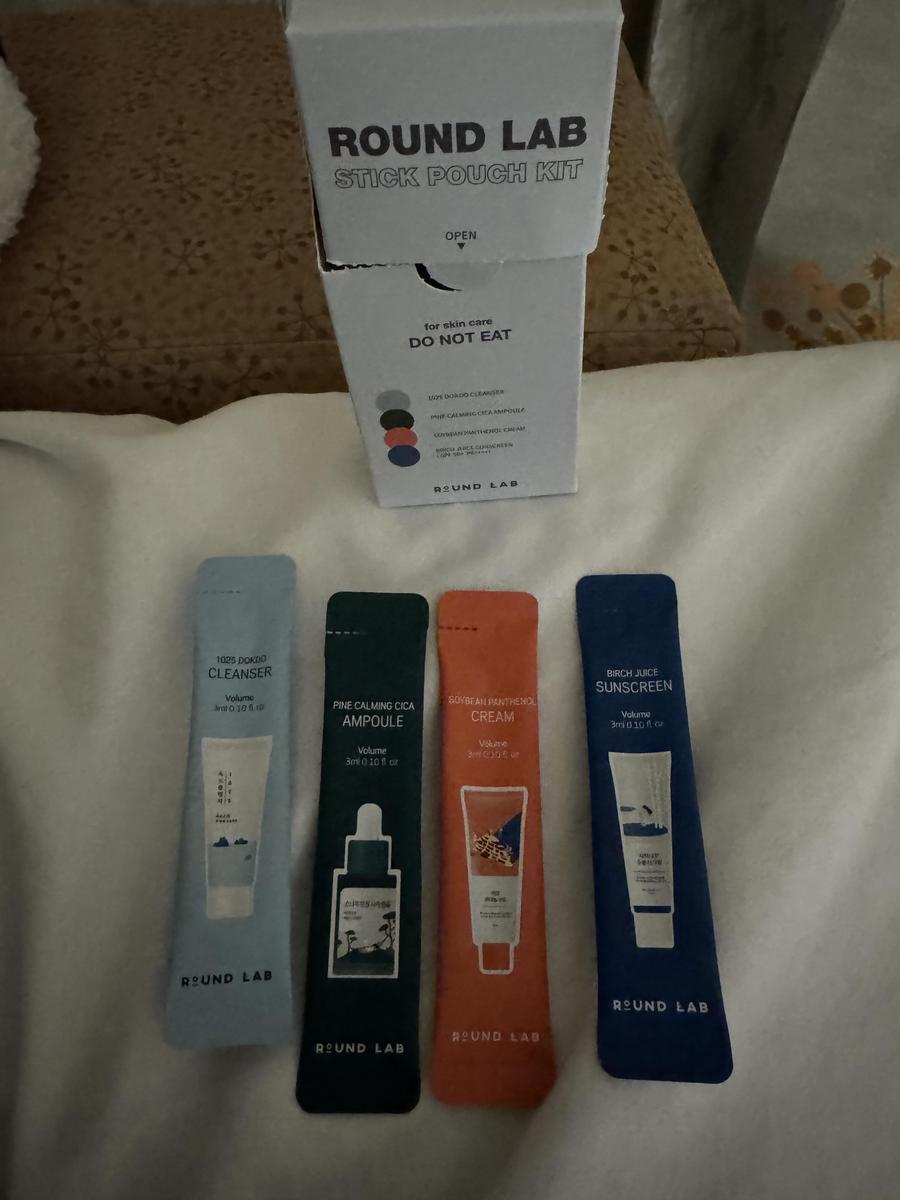 ROUND LAB
STICK POUCH KIT
OPEN
for skin care
DO NOT EAT
1025 DOKDO CLEANSER
PINE CALMING CICA AMPOULE
SOYBEAN PANTHENOL CREAM
BIRCH JUICE SUNSCREEN
ROUND LAB
1025 DOKDO
CLEANSER
Volume
3ml 0.10 fl. oz
ROUND LAB
PINE CALMING CICA
AMPOULE
Volume
3ml 0.10 fl. oz
ROUND LAB
SOYBEAN PANTHENOL
CREAM
Volume
3ml 0.10 fl. oz
ROUND LAB
BIRCH JUICE
SUNSCREEN
Volume
3ml 0.10 fl. oz
ROUND LAB